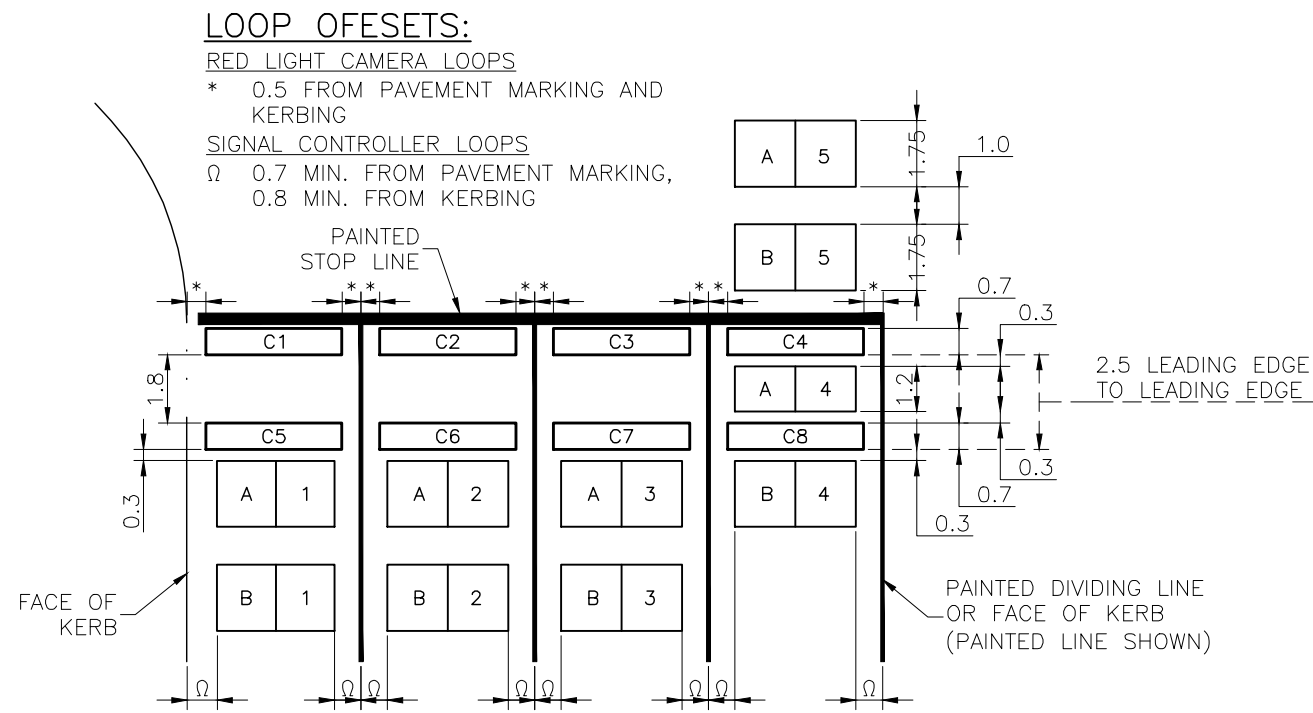 LOOP OFESETS:
RED LIGHT CAMERA LOOPS
* 0.5 FROM PAVEMENT MARKING AND
KERBING
SIGNAL CONTROLLER LOOPS
Ω 0.7 MIN. FROM PAVEMENT MARKING,
0.8 MIN. FROM KERBING
A 5
1.75
1.0
B 5
1.75
PAINTED
STOP LINE
* * * * * * * *
0.7
0.3
C1 C2 C3 C4
1.8
A 4
1.2
2.5 LEADING EDGE
TO LEADING EDGE
C5 C6 C7 C8
0.3
0.7
0.3
0.3
A 1 A 2 A 3 B 4
B 1 B 2 B 3
FACE OF
KERB
PAINTED DIVIDING LINE
OR FACE OF KERB
(PAINTED LINE SHOWN)
Ω Ω Ω Ω Ω Ω